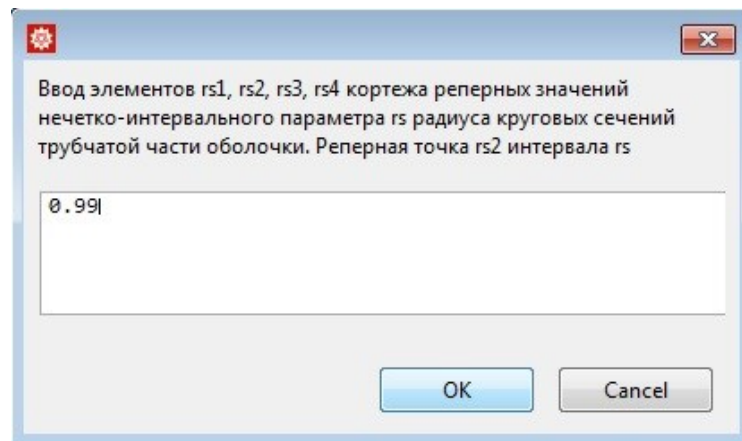 Ввод элементов rs1, rs2, rs3, rs4 кортежа реперных значений
нечетко-интервального параметра rs радиуса круговых сечений
трубчатой части оболочки. Реперная точка rs2 интервала rs
0.99
OK
Cancel